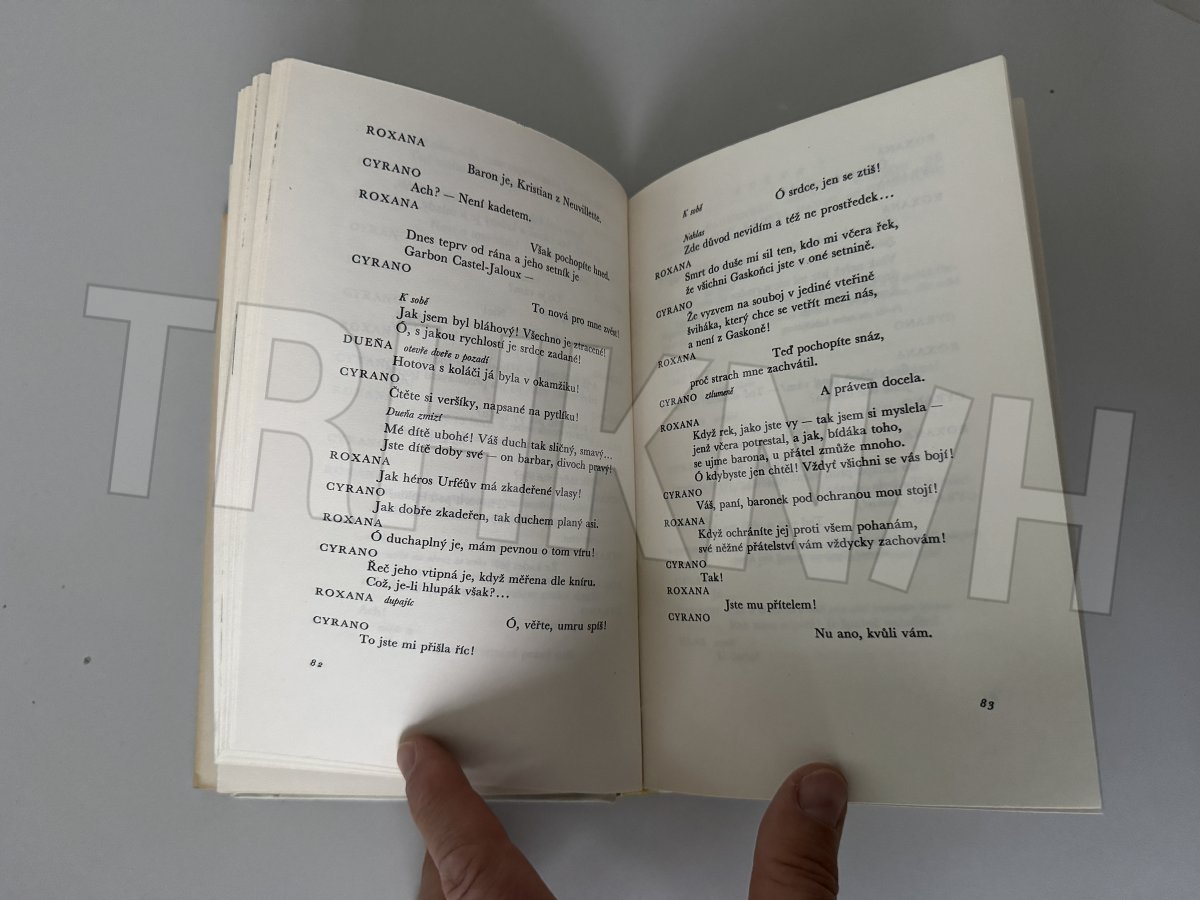 ROXANA
Baron je, Kristian z Neuvillette.
CYRANO
Ach? — Není kadetem.
ROXANA
Však pochopíte hned.
Dnes teprv od rána a jeho setník je
Garbon Castel-Jaloux —
CYRANO
K sobě
To nová pro mne zvěst!
Jak jsem byl bláhový! Všechno je ztracené!
Ó, s jakou rychlostí je srdce zadané!
DUEŇA otevře dveře v pozadí
Hotova s koláči já byla v okamžiku!
CYRANO
Čtěte si veršíky, napsané na pytlíku!
Dueňa zmizí
Mé dítě ubohé! Váš duch tak sličný, smavý...
Jste dítě doby své — on barbar, divoch pravý!
ROXANA
Jak héros Urféův má zkadeřené vlasy!
CYRANO
Jak dobře zkadeřen, tak duchem planý asi.
ROXANA
Ó duchaplný je, mám pevnou o tom víru!
CYRANO
Řeč jeho vtipná je, když měřena dle kníru.
Což, je-li hlupák však?...
ROXANA dupajíc
Ó, věřte, umru spíš!
CYRANO
To jste mi přišla říc!
82
Ó srdce, jen se ztiš!
K sobě
Nahlas
Zde důvod nevidím a též ne prostředek...
ROXANA
Smrt do duše mi sil ten, kdo mi včera řek,
že všichni Gaskoňci jste v oné setnině.
CYRANO
Že vyzvem na souboj v jediné vteřině
šviháka, který chce se vetřít mezi nás,
a není z Gaskoně!
ROXANA
Teď pochopíte snáz,
proč strach mne zachvátil.
CYRANO ztlumeně
A právem docela.
ROXANA
Když rek, jako jste vy — tak jsem si myslela —
jenž včera potrestal, a jak, bídáka toho,
se ujme barona, u přátel zmůže mnoho.
Ó kdybyste jen chtěl! Vždyť všichni se vás bojí!
CYRANO
Váš, paní, baronek pod ochranou mou stojí!
ROXANA
Když ochráníte jej proti všem pohanám,
své něžné přátelství vám vždycky zachovám!
CYRANO
Tak!
ROXANA
Jste mu přítelem!
CYRANO
Nu ano, kvůli vám.
83
TRHKNIH